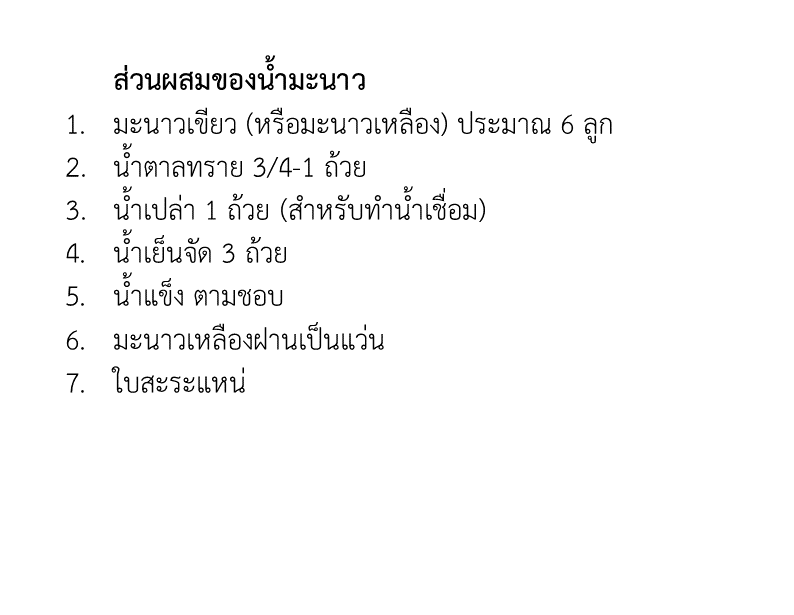 ส่วนผสมของน้ำมะนาว
1. มะนาวเขียว (หรือมะนาวเหลือง) ประมาณ 6 ลูก
2. น้ำตาลทราย 3/4-1 ถ้วย
3. น้ำเปล่า 1 ถ้วย (สำหรับทำน้ำเชื่อม)
4. น้ำเย็นจัด 3 ถ้วย
5. น้ำแข็ง ตามชอบ
6. มะนาวเหลืองฝานเป็นแว่น
7. ใบสะระแหน่